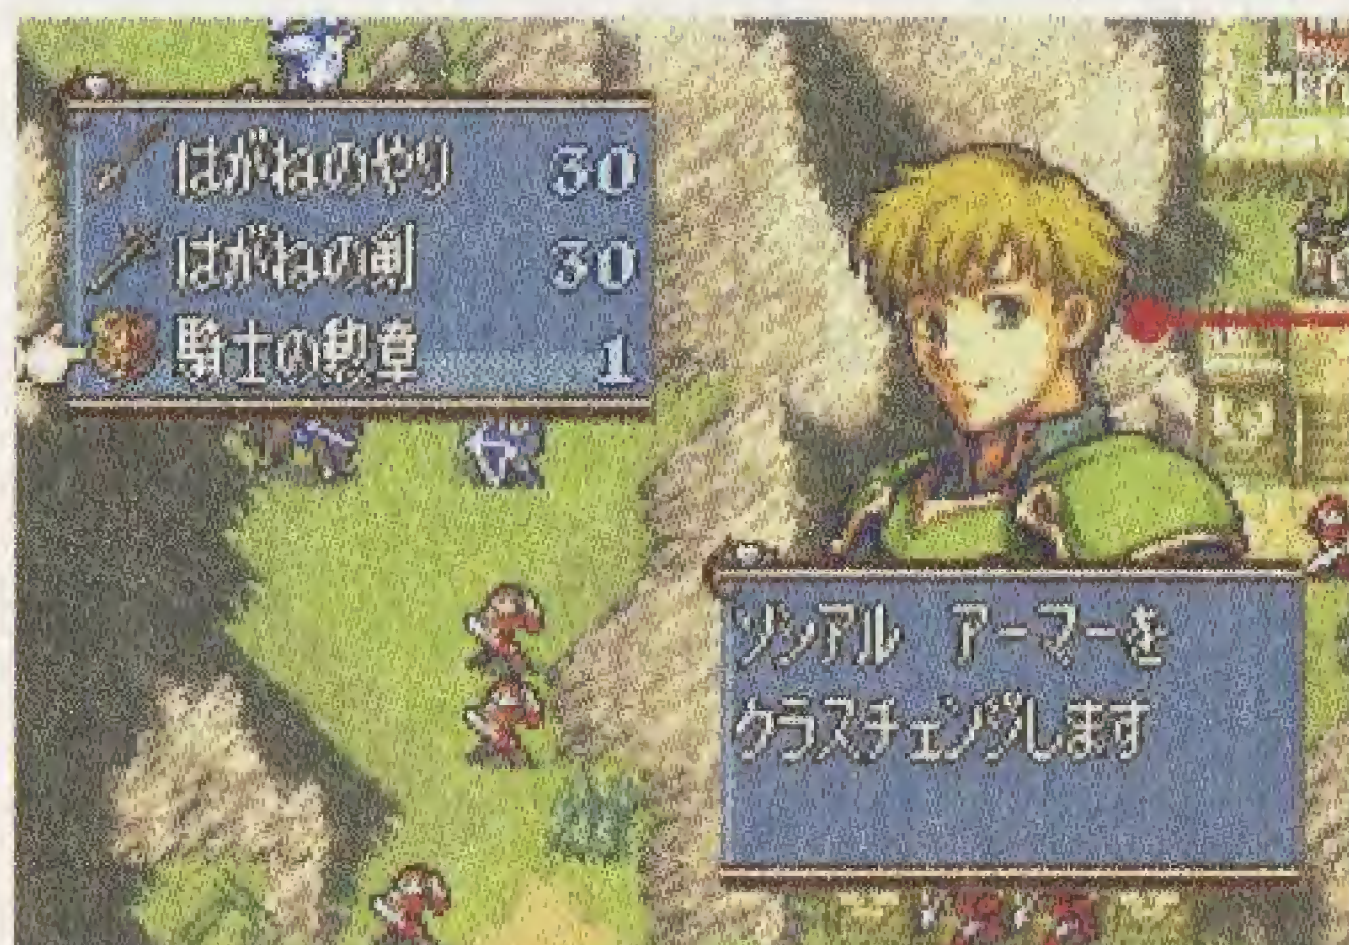 はがねのやり 30
はがねの剣 30
騎士の勲章 1
ソシアル アーマーを
クラスチェンジします